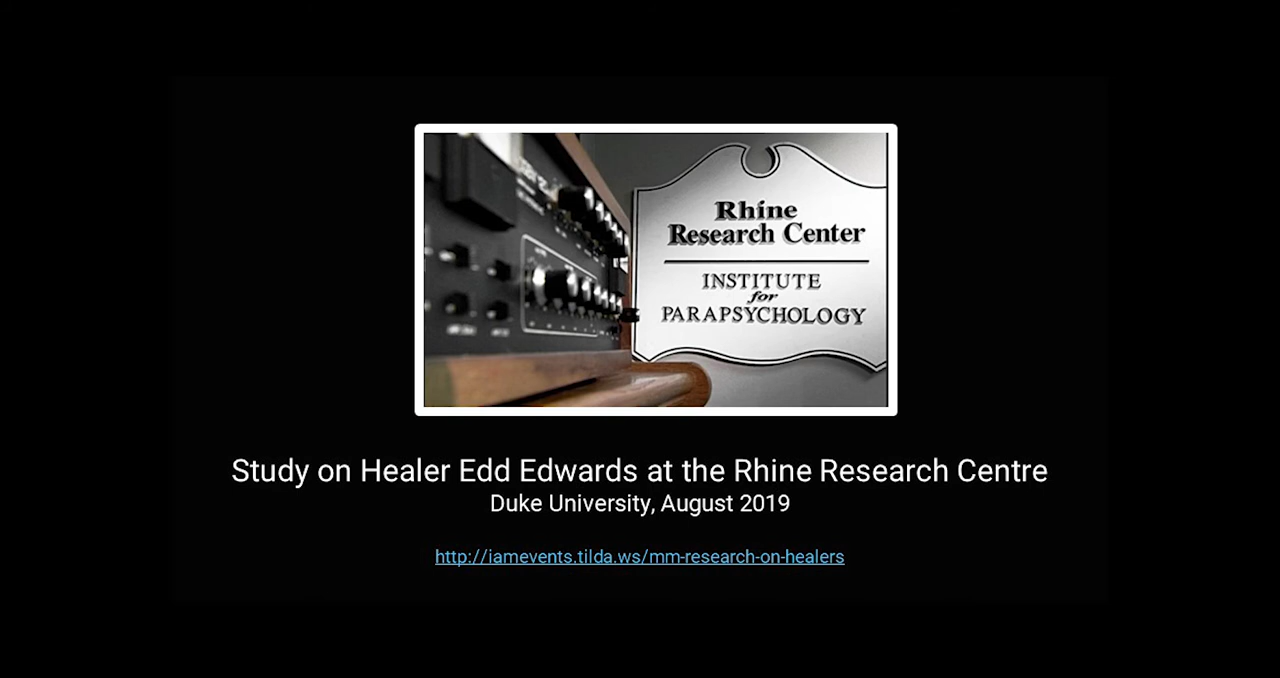 Rhine
Research Center
INSTITUTE
for
PARAPSYCHOLOGY
Study on Healer Edd Edwards at the Rhine Research Centre
Duke University, August 2019
http://iamevents.tilda.ws/mm-research-on-healers